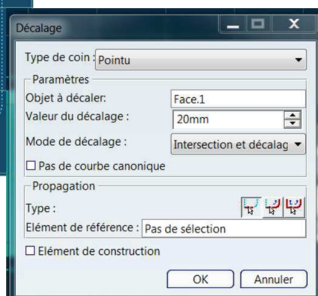 Décalage
Type de coin : Pointu
Paramètres
Objet à décaler: Face.1
Valeur du décalage : 20mm
Mode de décalage : Intersection et décalag
Pas de courbe canonique
Propagation
Type :
Elément de référence : Pas de sélection
Elément de construction
OK Annuler